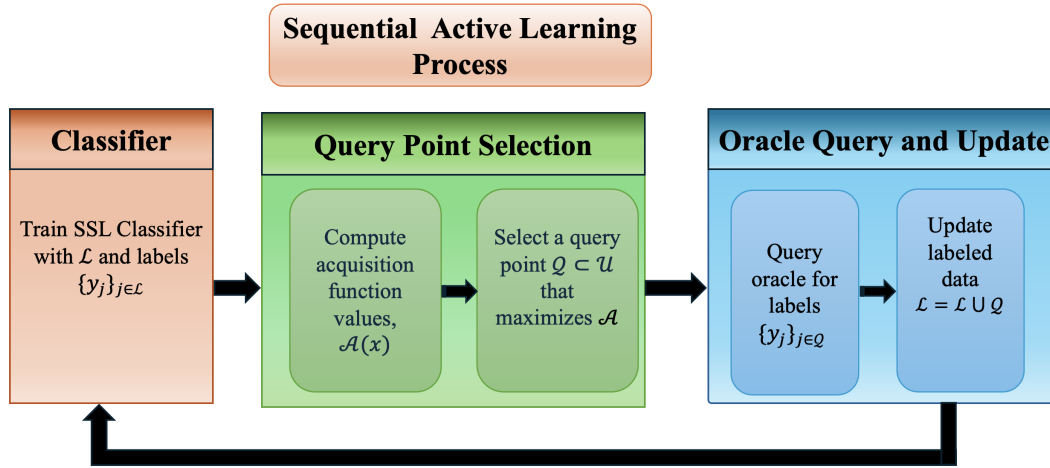 Sequential Active Learning
Process
Classifier
Train SSL Classifier
with ℒ and labels
{y_j}_{j∈ℒ}
Query Point Selection
Compute
acquisition
function
values,
𝒜(x)
Select a query
point 𝒬 ⊂ 𝒰
that
maximizes 𝒜
Oracle Query and Update
Query
oracle for
labels
{y_j}_{j∈𝒬}
Update
labeled
data
ℒ = ℒ ∪ 𝒬